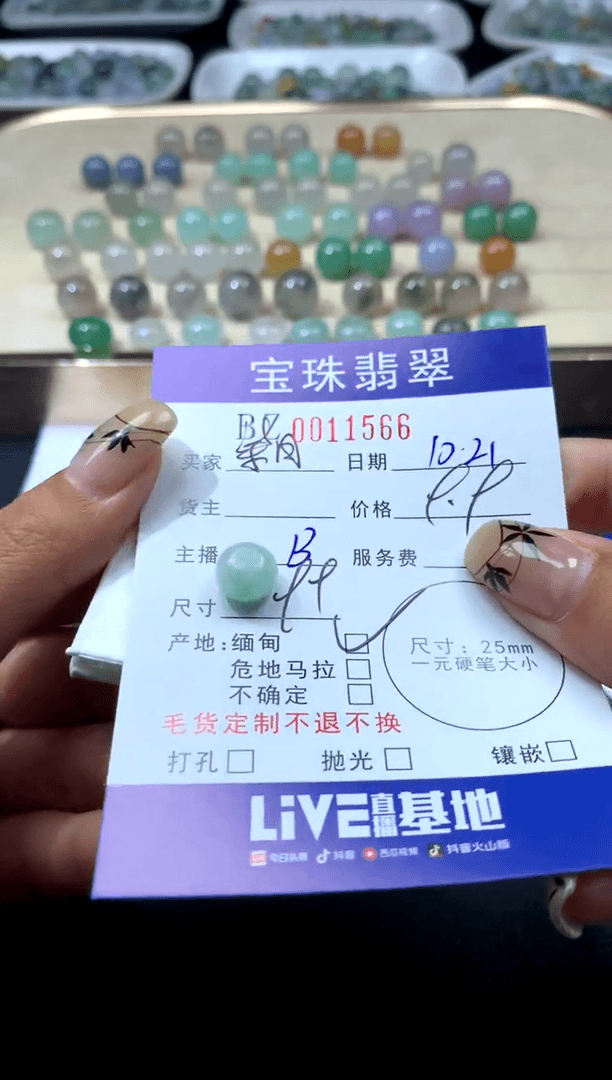 宝珠翡翠
BZ 0011566
买家 日期 10.21
货主 价格
主播 B 服务费
尺寸
产地:缅甸
危地马拉
不确定
尺寸:25mm
一元硬笔大小
毛货定制不退不换
打孔 抛光 镶嵌
LiVE直播基地
今日头条 抖音 西瓜视频 抖音火山版